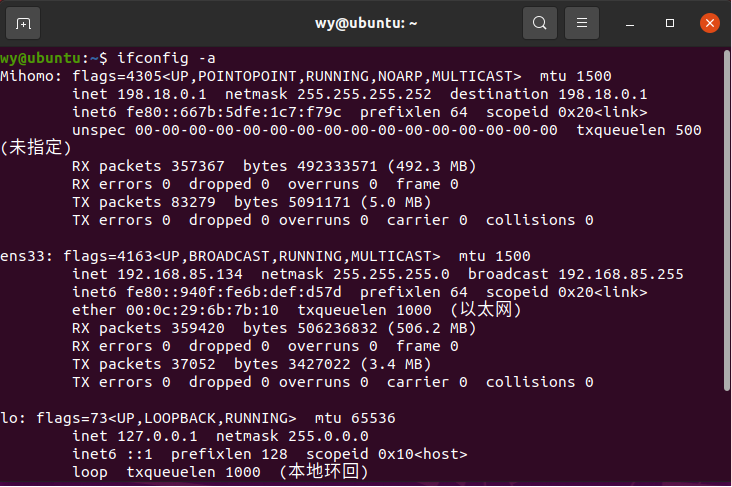 wy@ubuntu: ~
wy@ubuntu:~$ ifconfig -a
Mihomo: flags=4305<UP,POINTOPOINT,RUNNING,NOARP,MULTICAST>  mtu 1500
        inet 198.18.0.1  netmask 255.255.255.252  destination 198.18.0.1
        inet6 fe80::667b:5dfe:1c7:f79c  prefixlen 64  scopeid 0x20<link>
        unspec 00-00-00-00-00-00-00-00-00-00-00-00-00-00-00-00  txqueuelen 500
(未指定)
        RX packets 357367  bytes 492333571 (492.3 MB)
        RX errors 0  dropped 0  overruns 0  frame 0
        TX packets 83279  bytes 5091171 (5.0 MB)
        TX errors 0  dropped 0 overruns 0  carrier 0  collisions 0
ens33: flags=4163<UP,BROADCAST,RUNNING,MULTICAST>  mtu 1500
        inet 192.168.85.134  netmask 255.255.255.0  broadcast 192.168.85.255
        inet6 fe80::940f:fe6b:def:d57d  prefixlen 64  scopeid 0x20<link>
        ether 00:0c:29:6b:7b:10  txqueuelen 1000  (以太网)
        RX packets 359420  bytes 506236832 (506.2 MB)
        RX errors 0  dropped 0  overruns 0  frame 0
        TX packets 37052  bytes 3427022 (3.4 MB)
        TX errors 0  dropped 0 overruns 0  carrier 0  collisions 0
lo: flags=73<UP,LOOPBACK,RUNNING>  mtu 65536
        inet 127.0.0.1  netmask 255.0.0.0
        inet6 ::1  prefixlen 128  scopeid 0x10<host>
        loop  txqueuelen 1000  (本地环回)